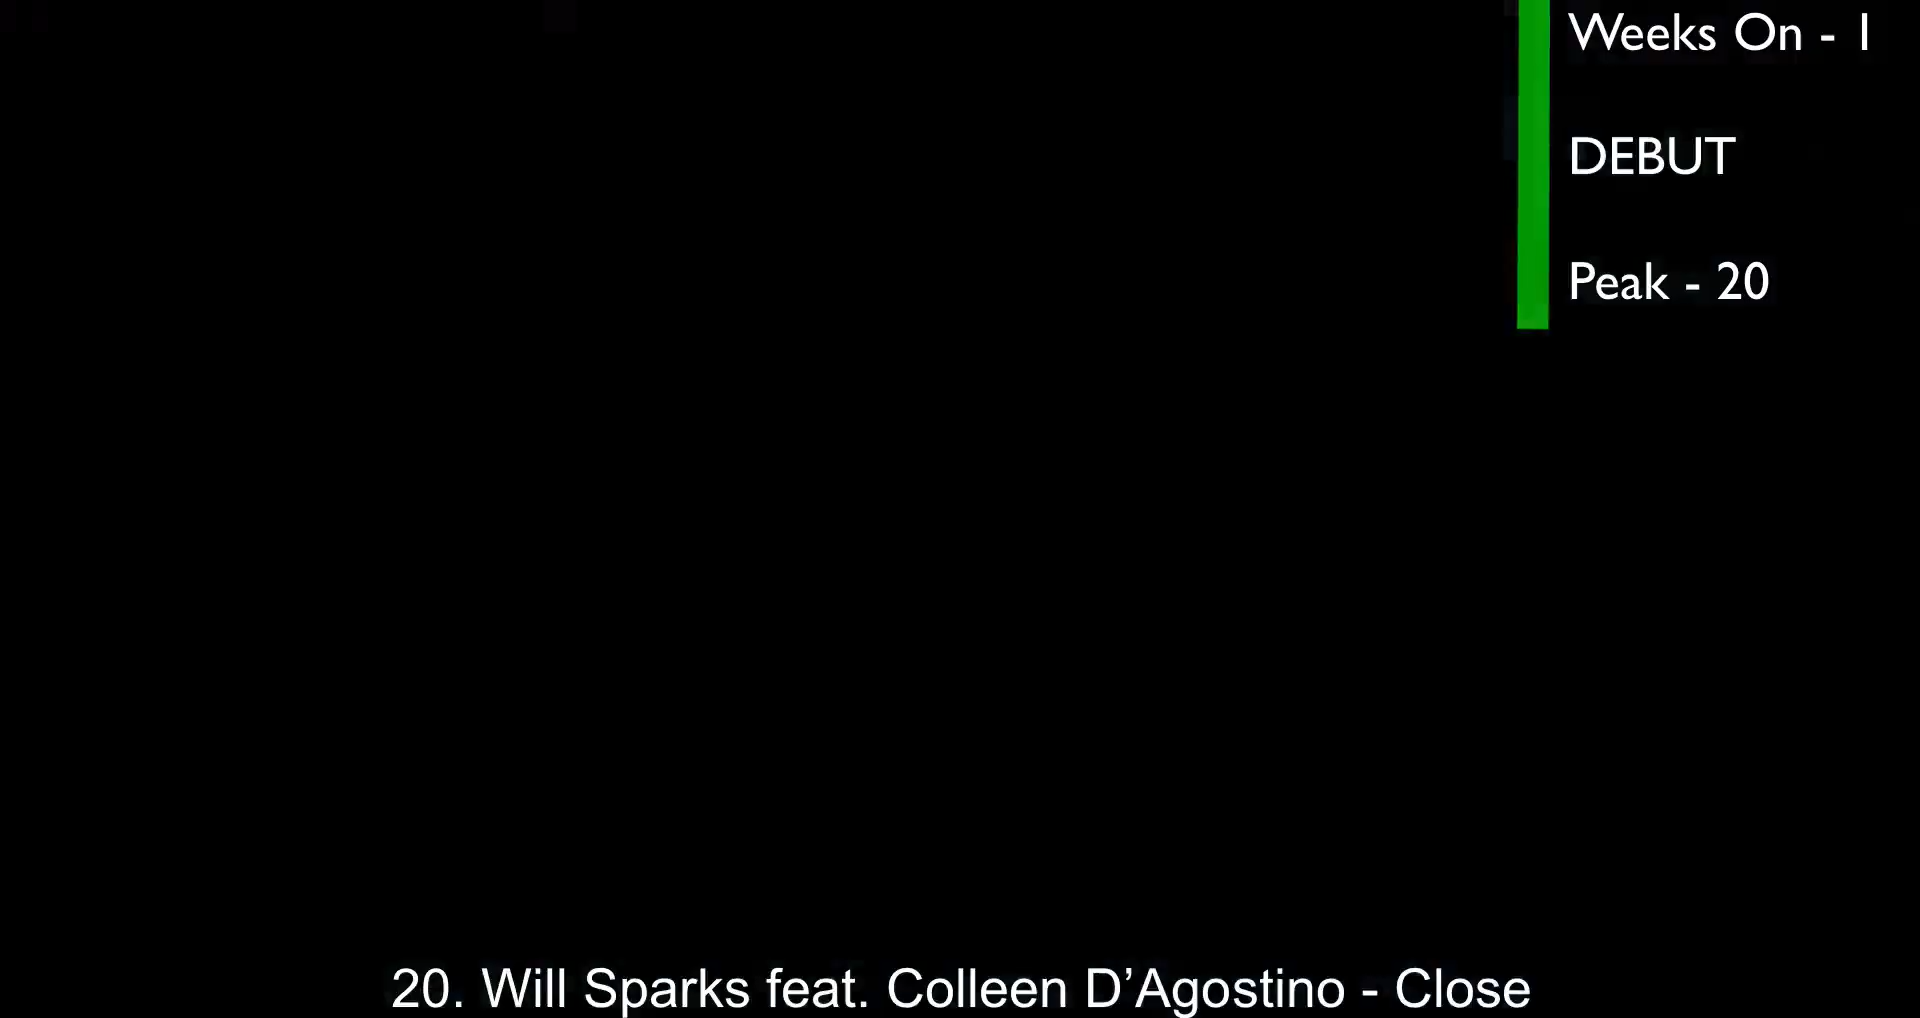 Weeks On - 1
DEBUT
Peak - 20
20. Will Sparks feat. Colleen D’Agostino - Close